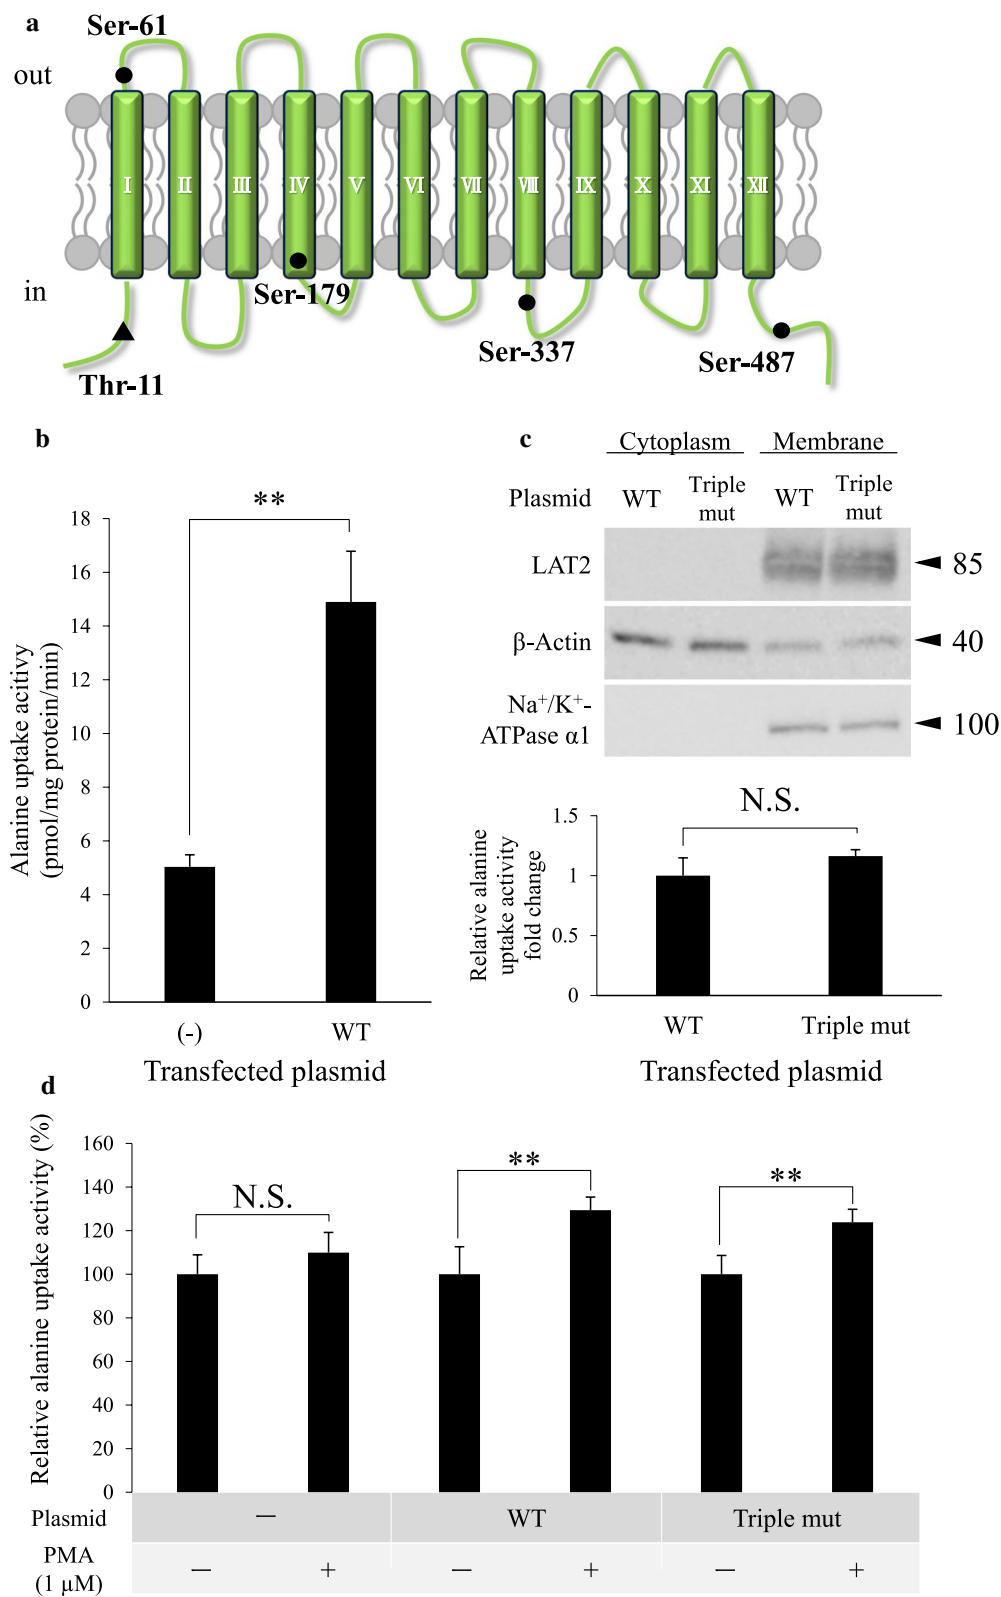 a
Ser-61
out
I II III IV V VI VII VIII IX X XI XII
in
Ser-179
Ser-337
Ser-487
Thr-11
b
**
18
16
14
12
10
8
6
4
2
0
Alanine uptake acitivy
(pmol/mg protein/min)
(-) WT
Transfected plasmid
c
Cytoplasm Membrane
Plasmid WT Triple mut WT Triple mut
LAT2 85
β-Actin 40
Na⁺/K⁺-
ATPase α1 100
N.S.
1.5
1
0.5
0
Relative alanine
uptake activity
fold change
WT Triple mut
Transfected plasmid
d
Relative alanine uptake activity (%)
160
140
120
100
80
60
40
20
0
N.S. ** **
Plasmid − WT Triple mut
PMA
(1 μM) − + − + − +